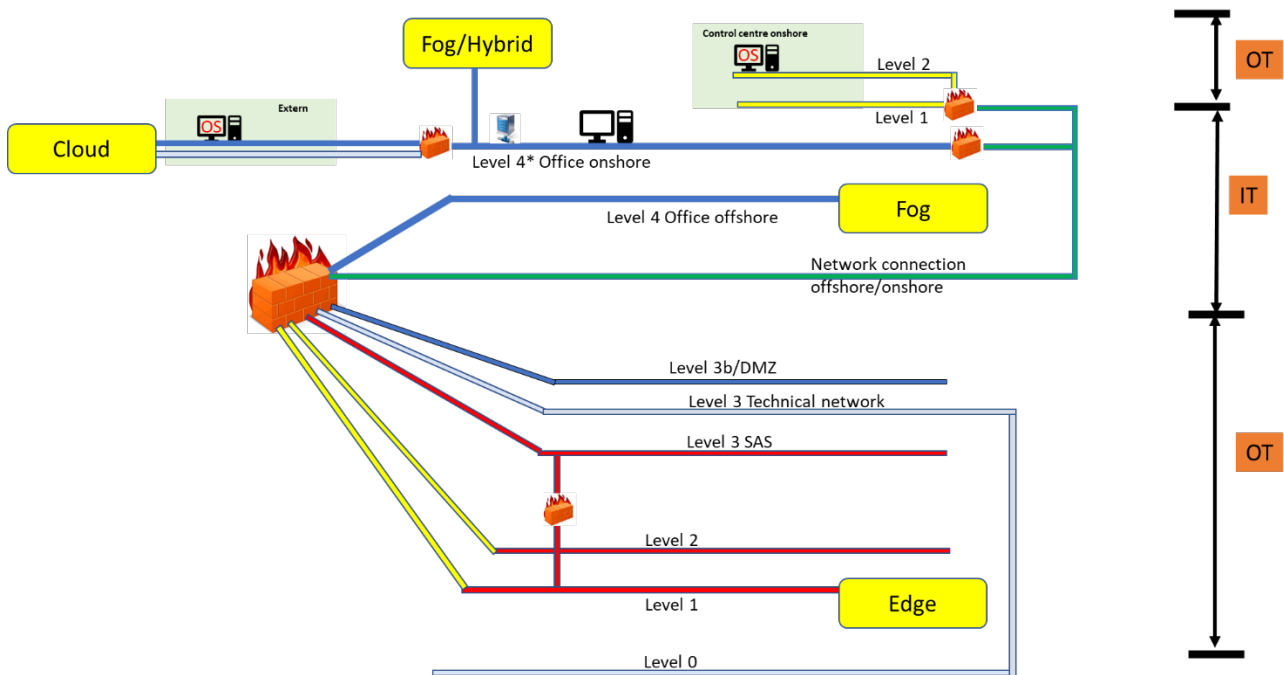 Fog/Hybrid
Control centre onshore
OS
Level 2
OT
Extern
OS
Level 1
Cloud
Level 4* Office onshore
IT
Level 4 Office offshore
Fog
Network connection
offshore/onshore
Level 3b/DMZ
Level 3 Technical network
Level 3 SAS
OT
Level 2
Level 1
Edge
Level 0